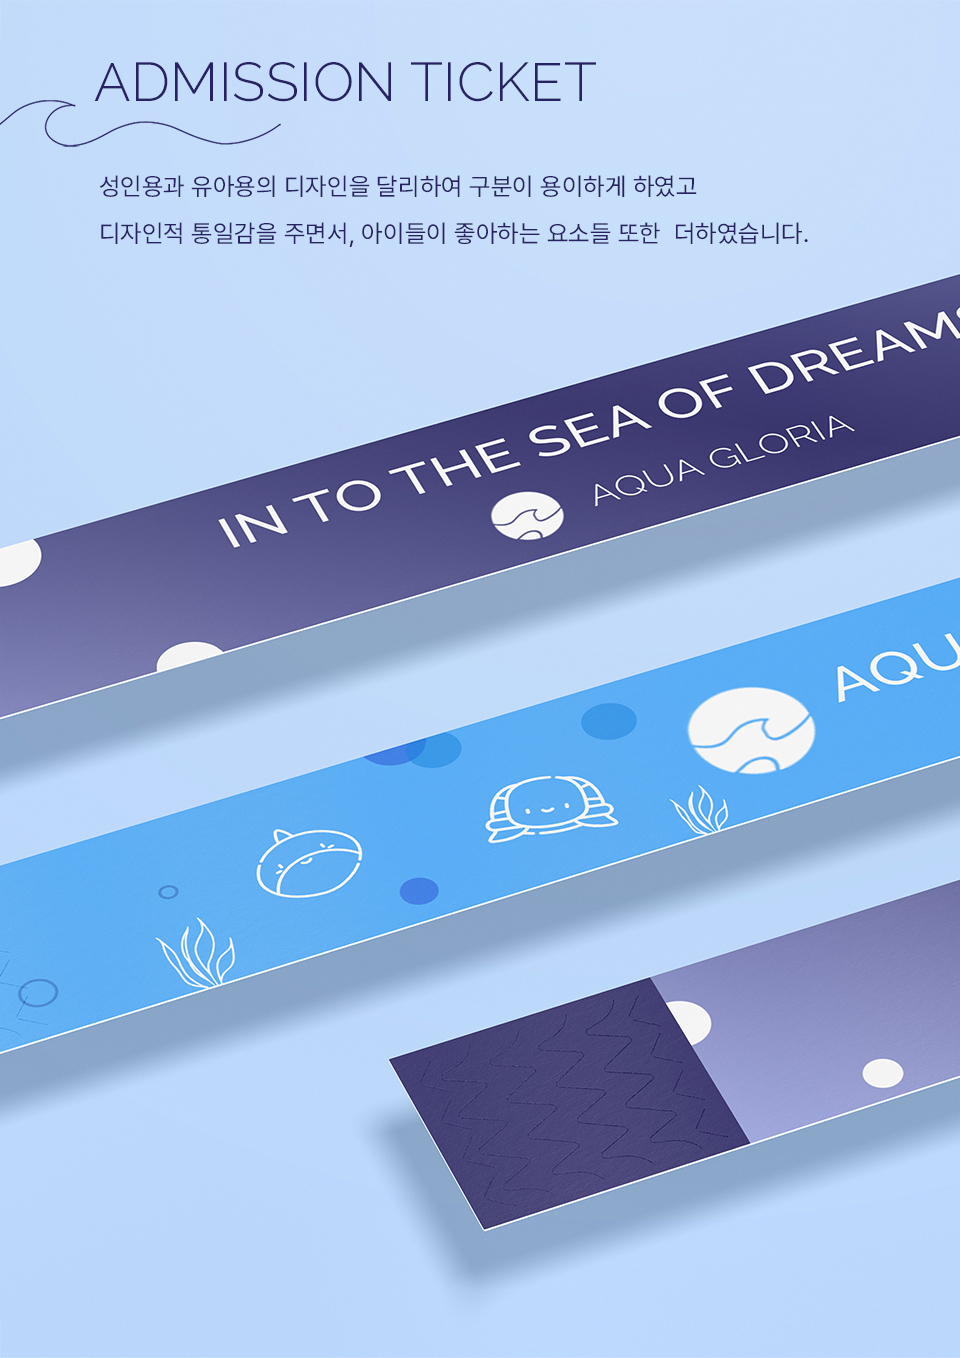 ADMISSION TICKET
성인용과 유아용의 디자인을 달리하여 구분이 용이하게 하였고
디자인적 통일감을 주면서, 아이들이 좋아하는 요소들 또한 더하였습니다.
IN TO THE SEA OF DREAMS
AQUA GLORIA
AQU